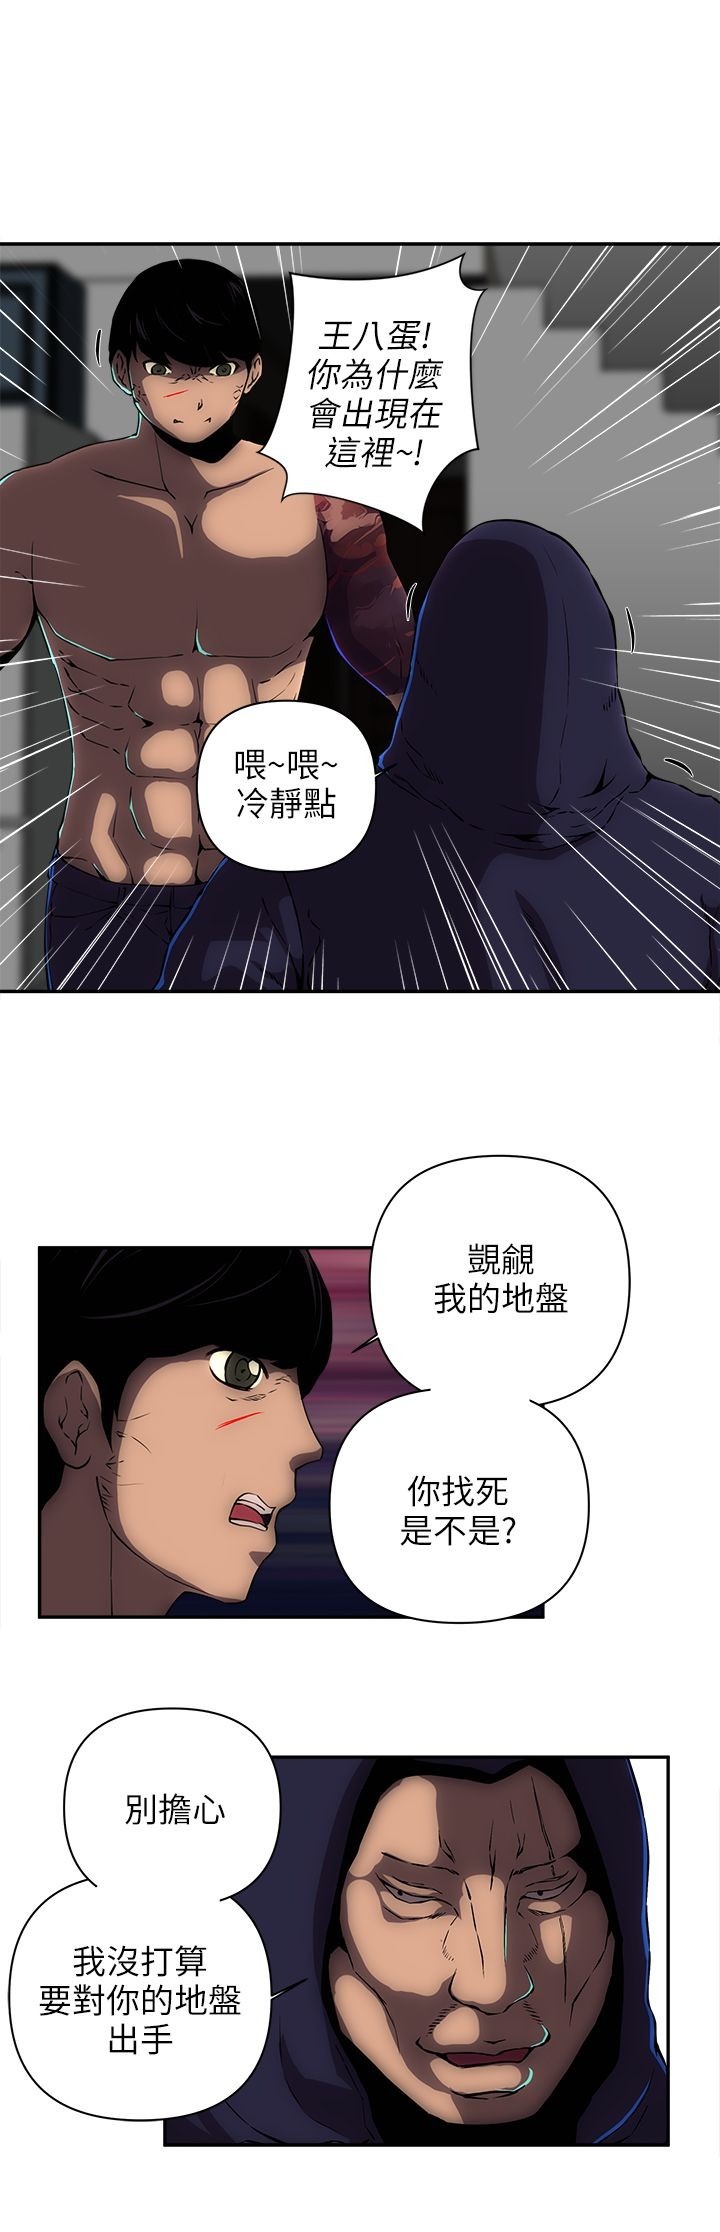 王八蛋!
你為什麼
會出現在
這裡~!
喂~喂~
冷靜點
覬覦
我的地盤
你找死
是不是?
別擔心
我沒打算
要對你的地盤
出手